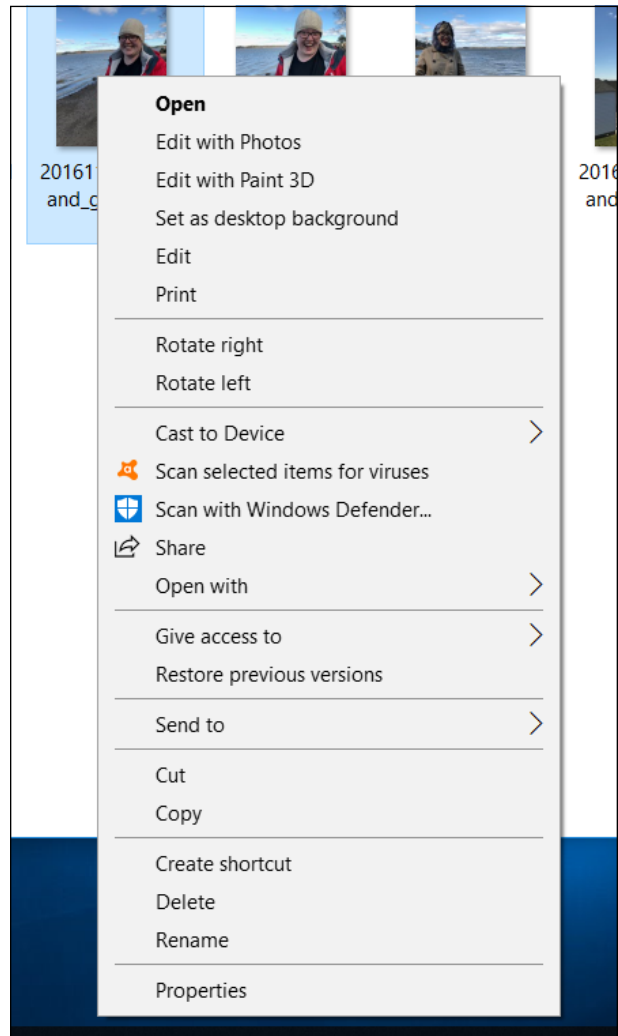 Open
Edit with Photos
Edit with Paint 3D
Set as desktop background
Edit
Print
Rotate right
Rotate left
Cast to Device
Scan selected items for viruses
Scan with Windows Defender...
Share
Open with
Give access to
Restore previous versions
Send to
Cut
Copy
Create shortcut
Delete
Rename
Properties